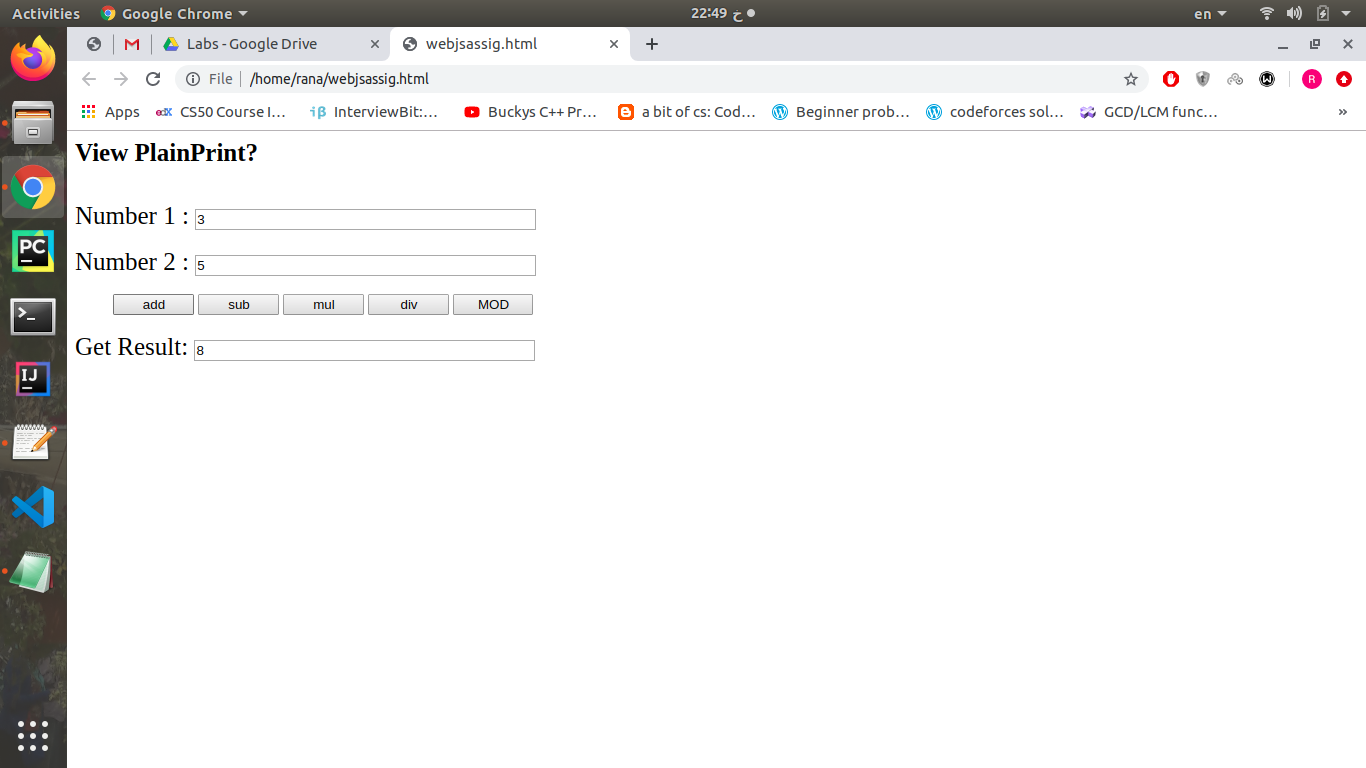 Activities Google Chrome 22:49 خ en
Labs - Google Drive webjsassig.html
File /home/rana/webjsassig.html R
Apps CS50 Course I… InterviewBit:… Buckys C++ Pr… a bit of cs: Cod… Beginner prob… codeforces sol… GCD/LCM func… »
View PlainPrint?
Number 1 : 3
Number 2 : 5
add sub mul div MOD
Get Result: 8
PC
IJ